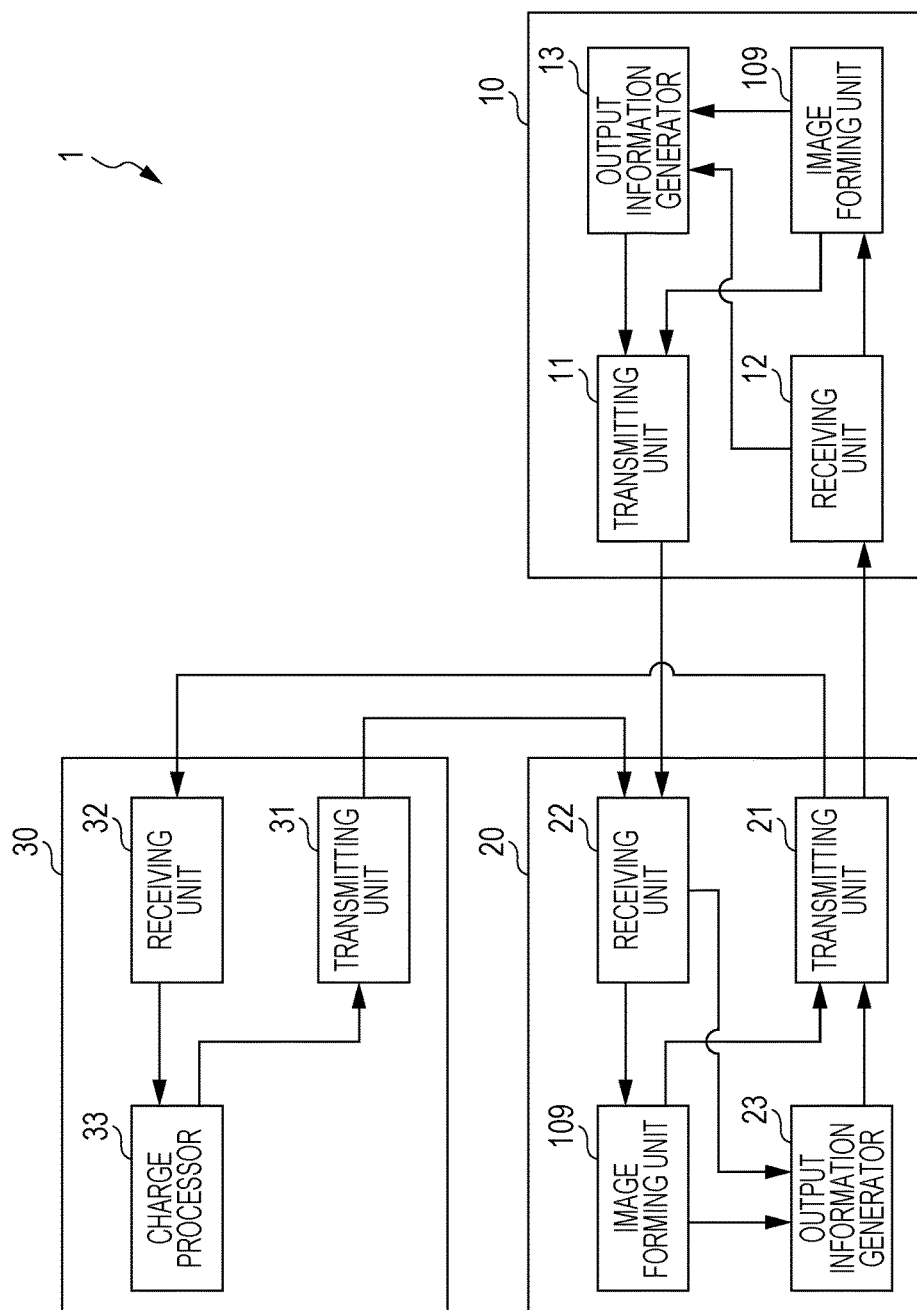 1
30
33
CHARGE
PROCESSOR
32
RECEIVING
UNIT
31
TRANSMITTING
UNIT
20
109
IMAGE
FORMING UNIT
22
RECEIVING
UNIT
23
OUTPUT
INFORMATION
GENERATOR
21
TRANSMITTING
UNIT
10
11
TRANSMITTING
UNIT
13
OUTPUT
INFORMATION
GENERATOR
12
RECEIVING
UNIT
109
IMAGE
FORMING UNIT